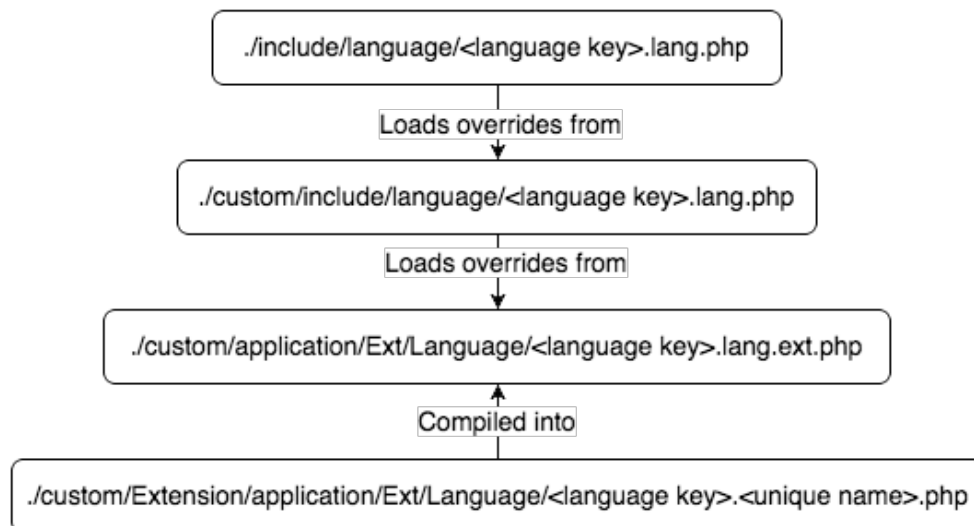 ./include/language/<language key>.lang.php
Loads overrides from
./custom/include/language/<language key>.lang.php
Loads overrides from
./custom/application/Ext/Language/<language key>.lang.ext.php
Compiled into
./custom/Extension/application/Ext/Language/<language key>.<unique name>.php